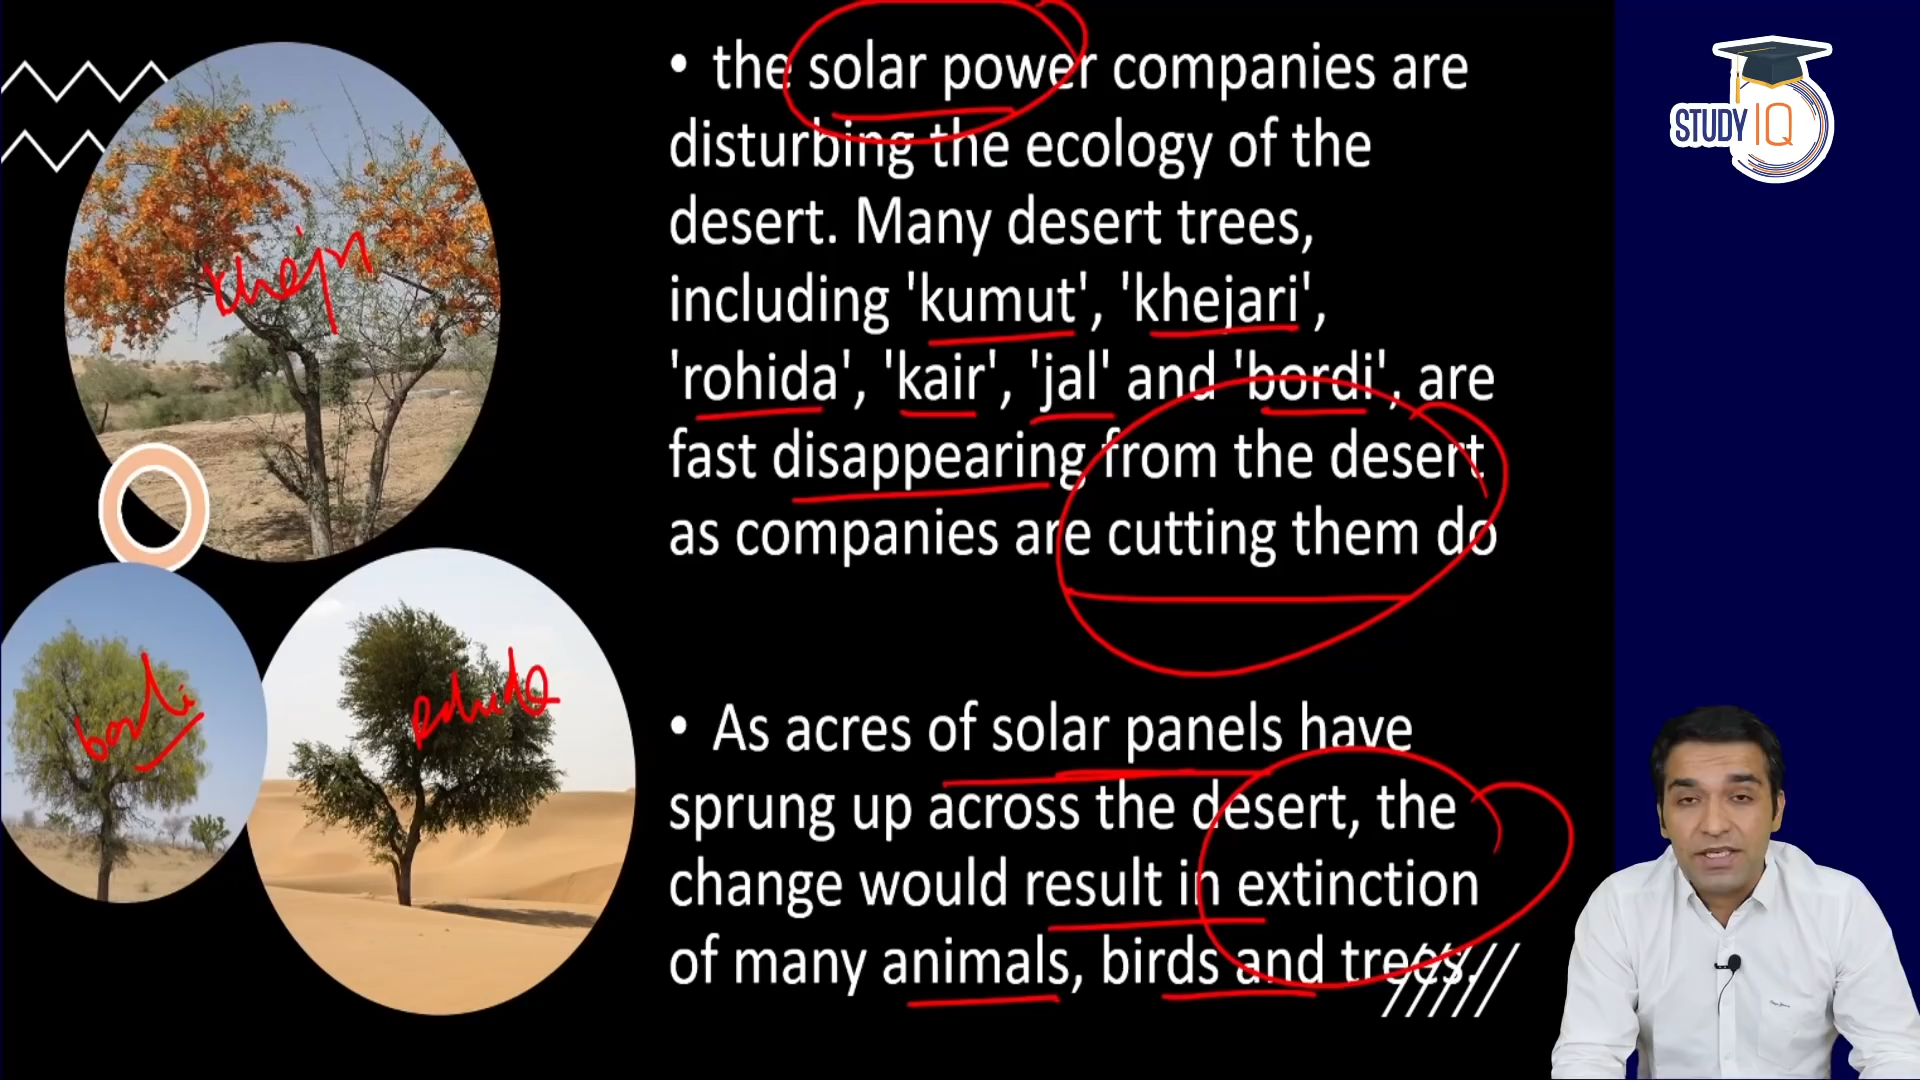 • the solar power companies are
disturbing the ecology of the
desert. Many desert trees,
including 'kumut', 'khejari',
'rohida', 'kair', 'jal' and 'bordi', are
fast disappearing from the desert
as companies are cutting them do
• As acres of solar panels have
sprung up across the desert, the
change would result in extinction
of many animals, birds and trees.
khejri
bordi
STUDY IQ